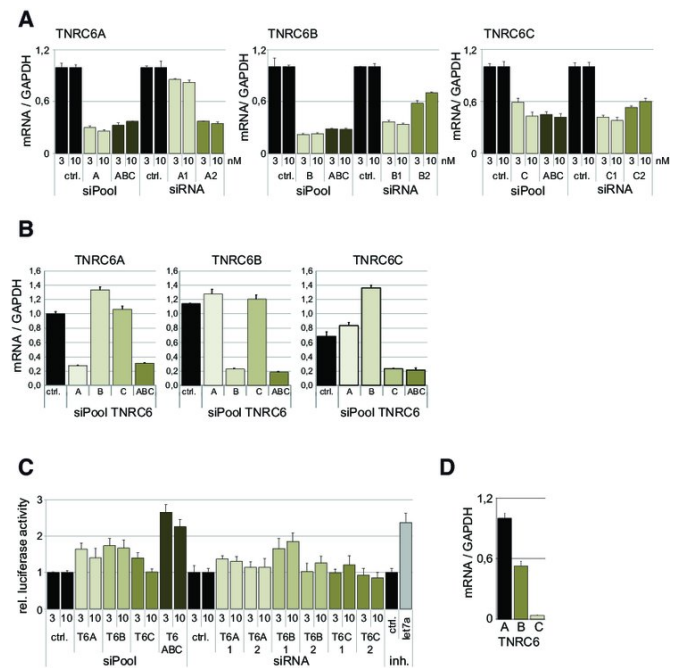 A
TNRC6A TNRC6B TNRC6C
mRNA / GAPDH mRNA / GAPDH mRNA / GAPDH
1,2 1,2 1,2
0,6 0,6 0,6
0 0 0
3 10 3 10 3 10 3 10 3 10 3 10 nM 3 10 3 10 3 10 3 10 3 10 3 10 nM 3 10 3 10 3 10 3 10 3 10 3 10 nM
ctrl. A ABC ctrl. A1 A2 ctrl. B ABC ctrl. B1 B2 ctrl. C ABC ctrl. C1 C2
siPool siRNA siPool siRNA siPool siRNA
B
TNRC6A TNRC6B TNRC6C
mRNA / GAPDH
1,6 1,6 1,6
1,4 1,4 1,4
1,2 1,2 1,2
1,0 1,0 1,0
0,8 0,8 0,8
0,6 0,6 0,6
0,4 0,4 0,4
0,2 0,2 0,2
0,0 0,0 0,0
ctrl. A B C ABC ctrl. A B C ABC ctrl. A B C ABC
siPool TNRC6 siPool TNRC6 siPool TNRC6
C
rel. luciferase activity
3
2
1
0
3 10 3 10 3 10 3 10 3 10 3 10 3 10 3 10 3 10 3 10 3 10 3 10 ctrl. let7a
ctrl. T6A T6B T6C T6 ABC ctrl. T6A 1 T6A 2 T6B 1 T6B 2 T6C 1 T6C 2
siPool siRNA inh.
D
mRNA / GAPDH
1,2
0,6
0
A B C
TNRC6